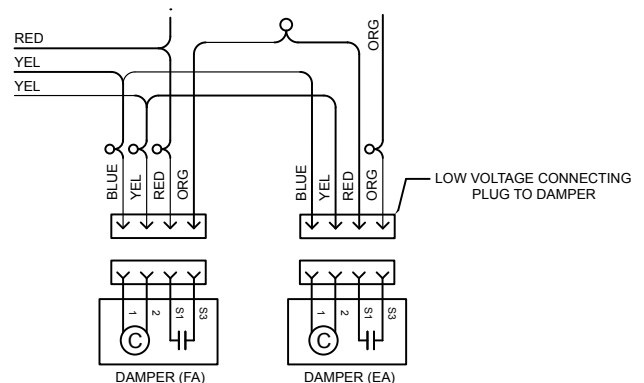 RED
YEL
YEL
ORG
BLUE
YEL
RED
ORG
BLUE
YEL
RED
ORG
LOW VOLTAGE CONNECTING
PLUG TO DAMPER
1
2
S1
S3
C
1
2
S1
S3
C
DAMPER (FA)
DAMPER (EA)